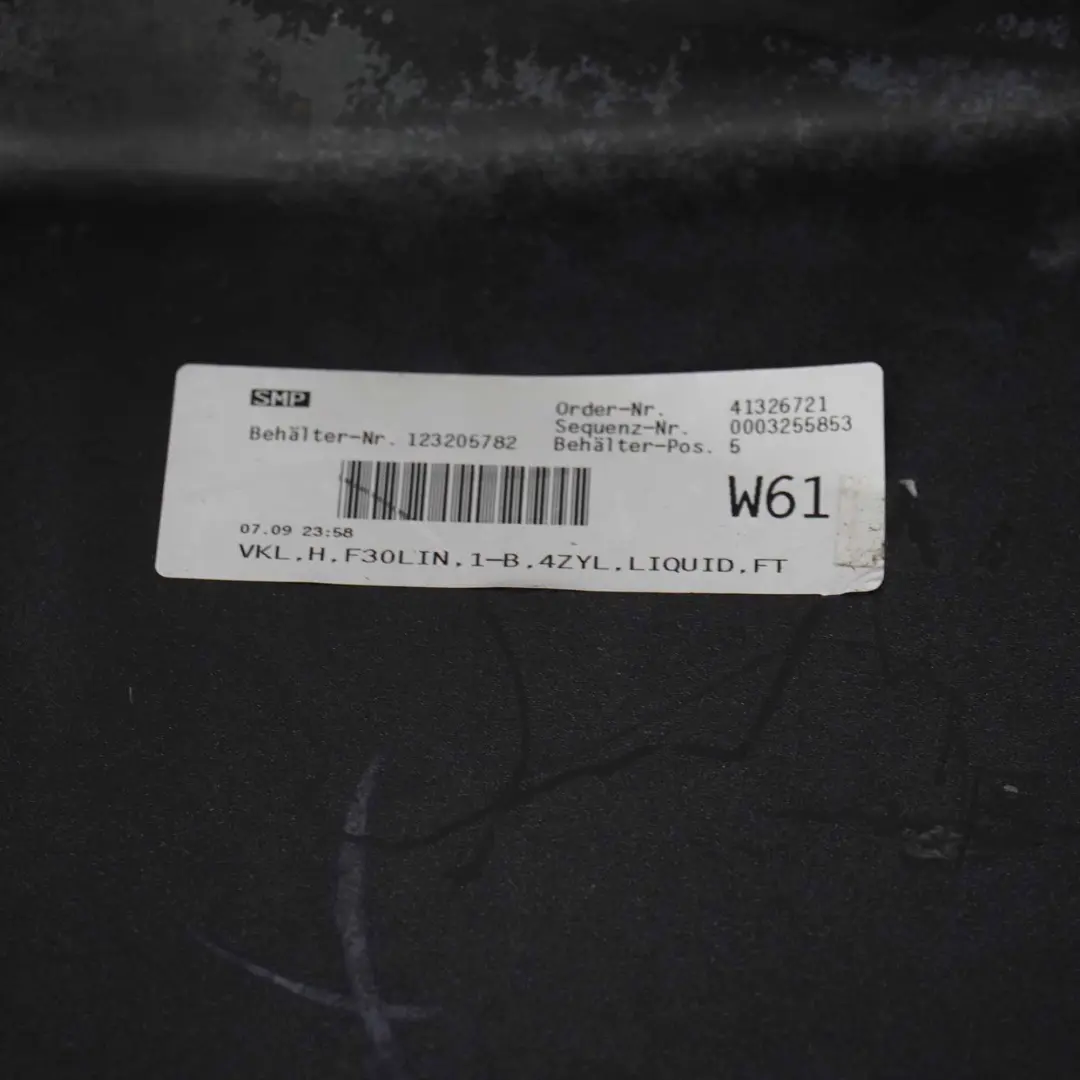 SMP
Order-Nr. 41326721
Sequenz-Nr. 0003255853
Behälter-Nr. 123205782
Behälter-Pos. 5
W61
07.09 23:58
VKL.H.F30LIN.1-B.4ZYL.LIQUID.FT